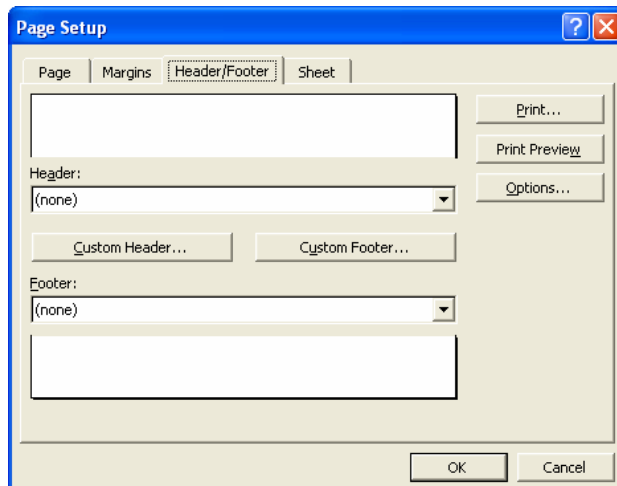 Page Setup
Page Margins Header/Footer Sheet
Print...
Print Preview
Header:
Options...
(none)
Custom Header... Custom Footer...
Footer:
(none)
OK Cancel